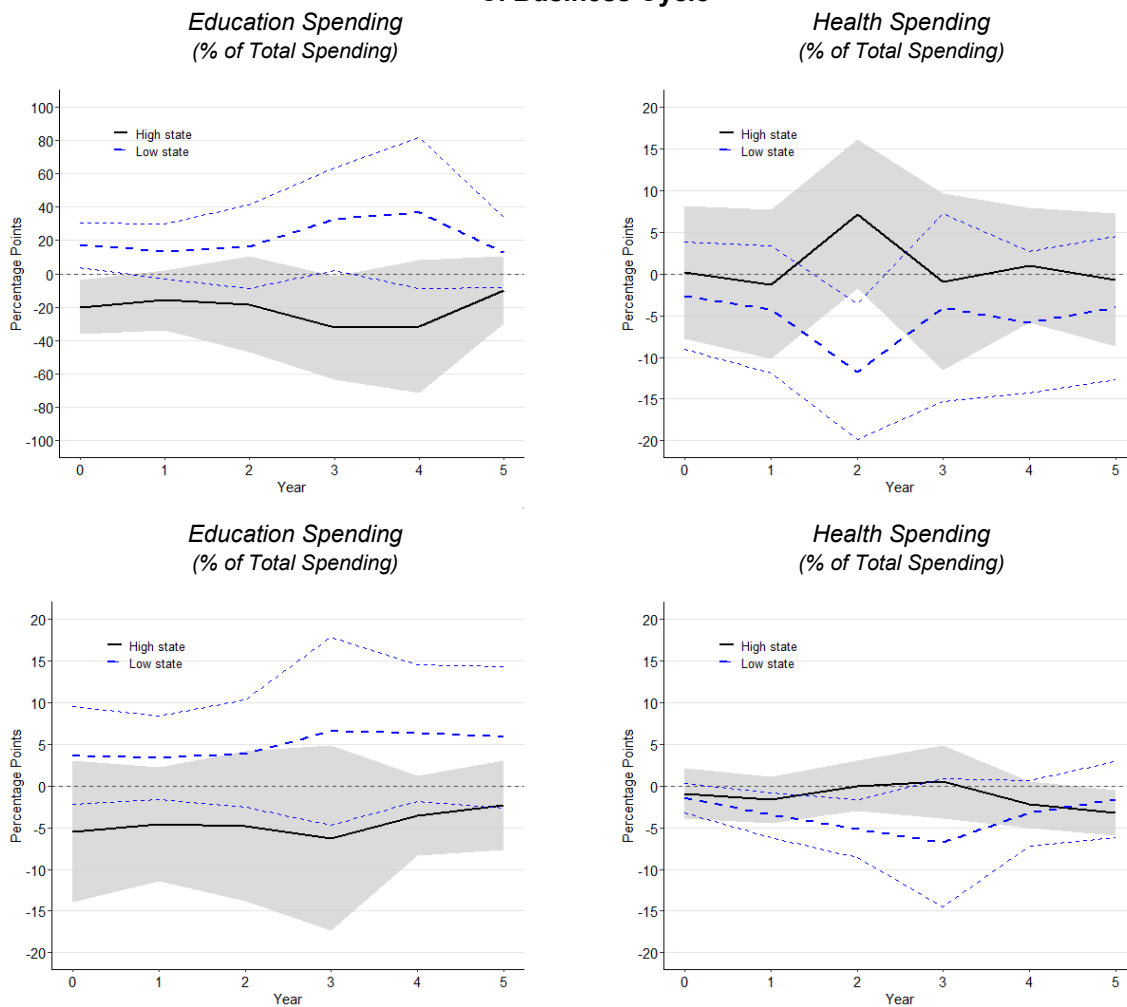 Education Spending
(% of Total Spending)
100
80
60
40
20
0
-20
-40
-60
-80
-100
Percentage Points
High state
Low state
0 1 2 3 4 5
Year
Health Spending
(% of Total Spending)
20
15
10
5
0
-5
-10
-15
-20
Percentage Points
High state
Low state
0 1 2 3 4 5
Year
Education Spending
(% of Total Spending)
20
15
10
5
0
-5
-10
-15
-20
Percentage Points
High state
Low state
0 1 2 3 4 5
Year
Health Spending
(% of Total Spending)
20
15
10
5
0
-5
-10
-15
-20
Percentage Points
High state
Low state
0 1 2 3 4 5
Year